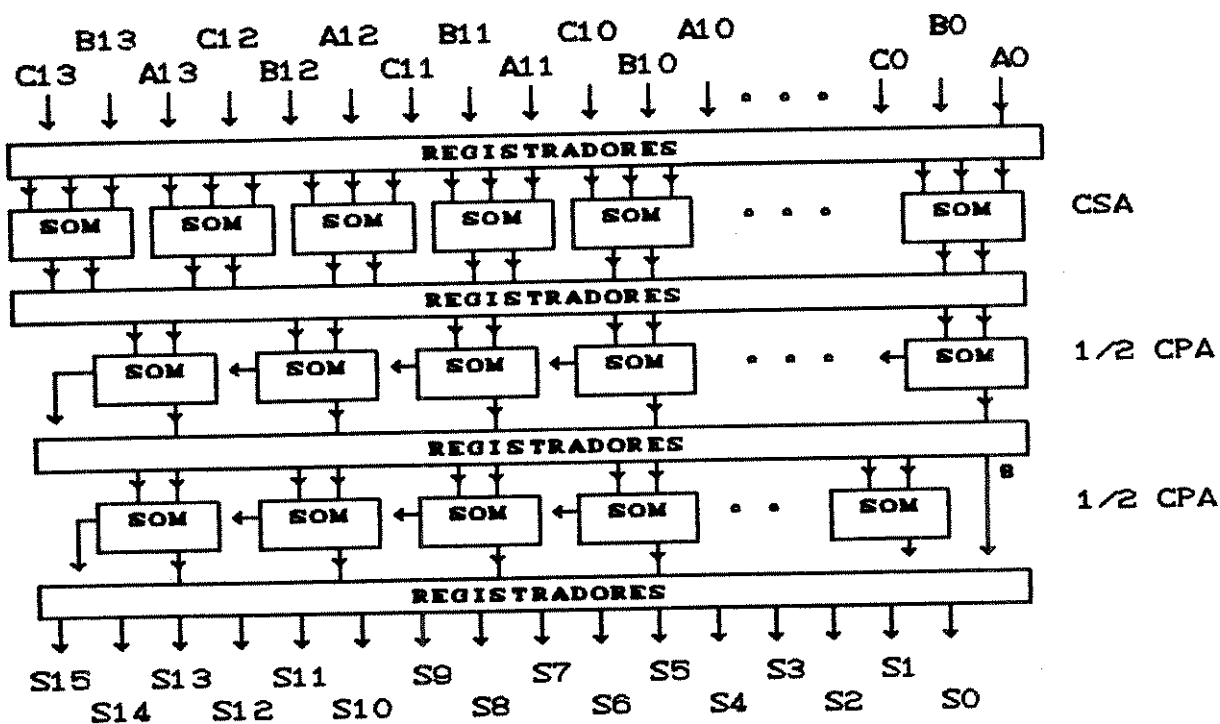 B13 C12 A12 B11 C10 A10 B0
C13 A13 B12 C11 A11 B10 C0 A0
REGISTRADORES
SOM SOM SOM SOM SOM SOM CSA
REGISTRADORES
SOM SOM SOM SOM SOM 1/2 CPA
REGISTRADORES
8
SOM SOM SOM SOM SOM 1/2 CPA
REGISTRADORES
S15 S13 S11 S9 S7 S5 S3 S1
S14 S12 S10 S8 S6 S4 S2 S0